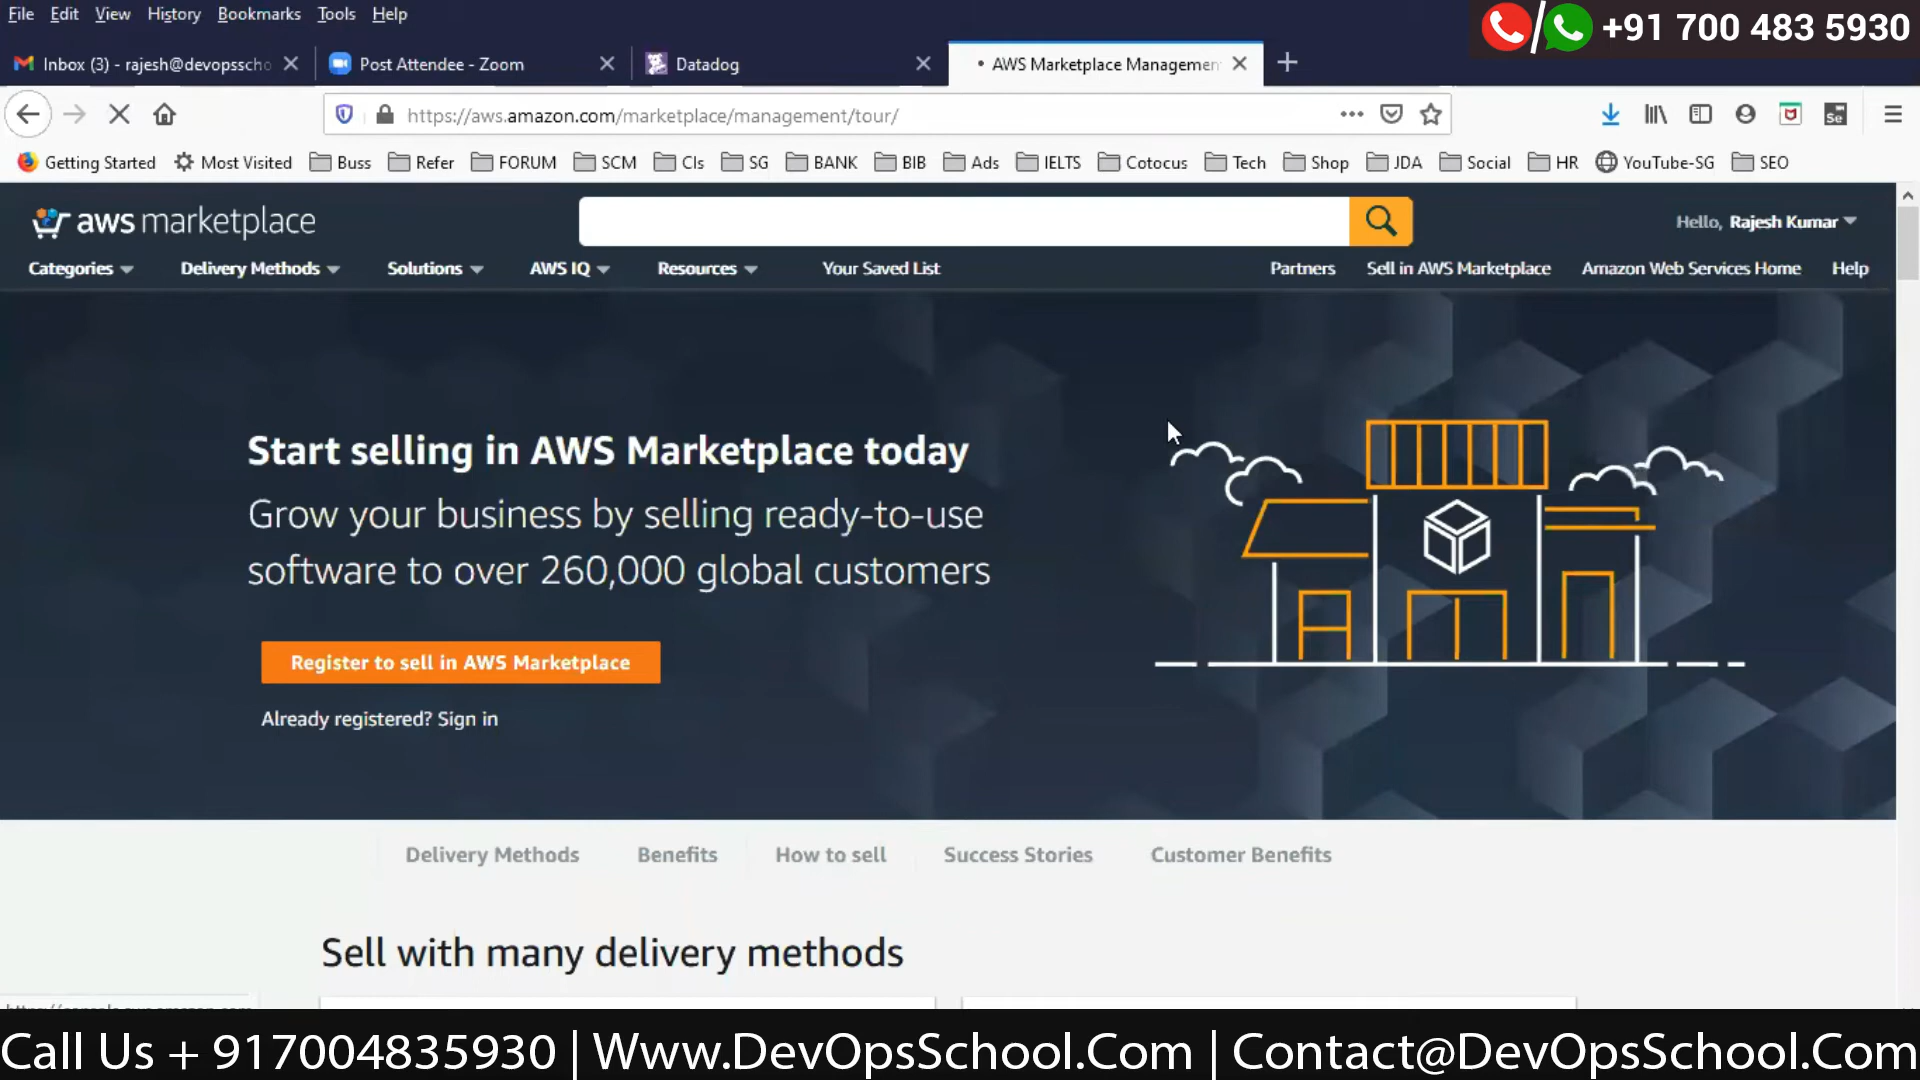 File Edit View History Bookmarks Tools Help
+91 700 483 5930
Inbox (3) - rajesh@devopsscho
Post Attendee - Zoom
Datadog
• AWS Marketplace Managemen
https://aws.amazon.com/marketplace/management/tour/
Getting Started Most Visited Buss Refer FORUM SCM CIs SG BANK BIB Ads IELTS Cotocus Tech Shop JDA Social HR YouTube-SG SEO
aws marketplace
Hello, Rajesh Kumar
Categories Delivery Methods Solutions AWS IQ Resources Your Saved List Partners Sell in AWS Marketplace Amazon Web Services Home Help
Start selling in AWS Marketplace today
Grow your business by selling ready-to-use
software to over 260,000 global customers
Register to sell in AWS Marketplace
Already registered? Sign in
Delivery Methods Benefits How to sell Success Stories Customer Benefits
Sell with many delivery methods
Call Us + 917004835930 | Www.DevOpsSchool.Com | Contact@DevOpsSchool.Com